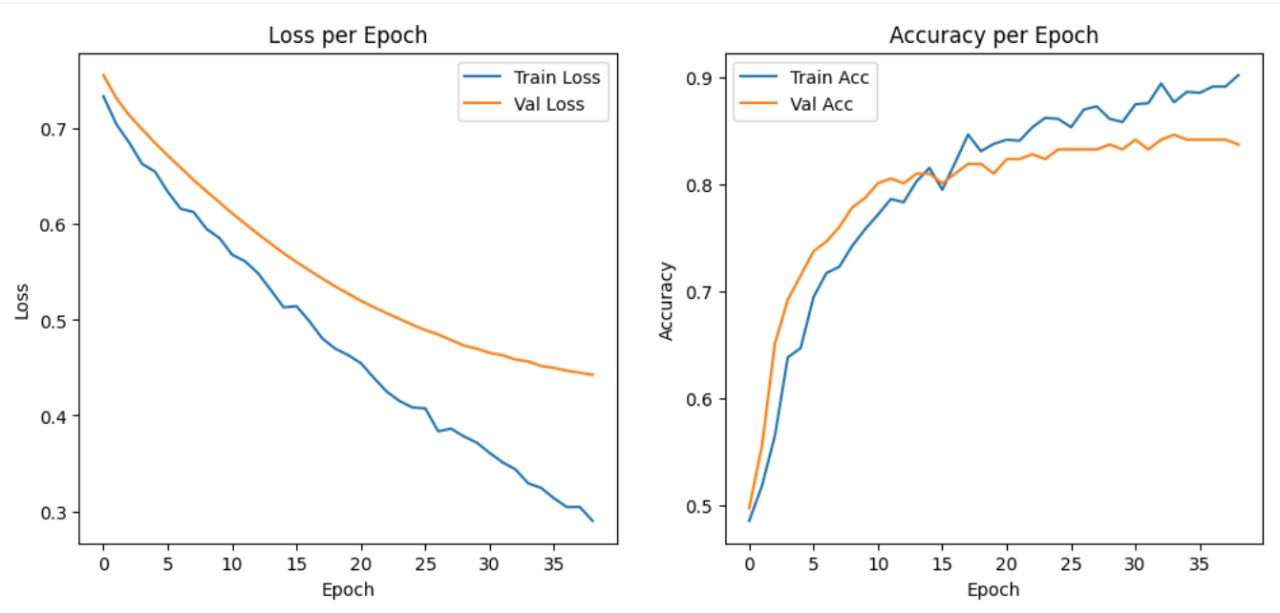 Loss per Epoch
Train Loss
Val Loss
0.7
0.6
0.5
0.4
0.3
Loss
0 5 10 15 20 25 30 35
Epoch
Accuracy per Epoch
Train Acc
Val Acc
0.9
0.8
0.7
0.6
0.5
Accuracy
0 5 10 15 20 25 30 35
Epoch